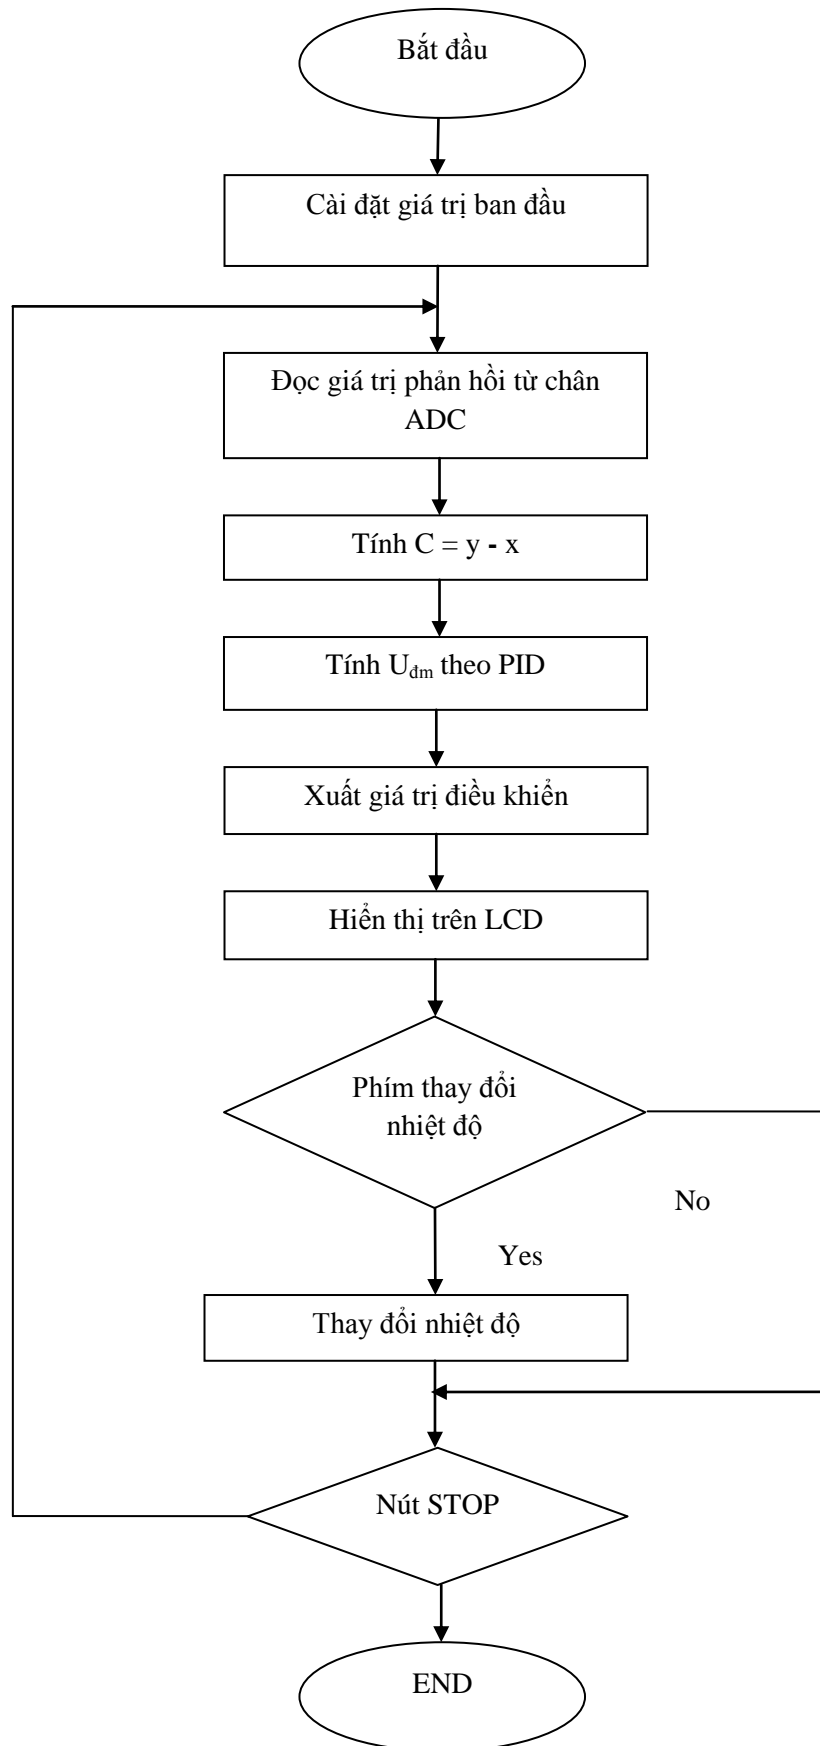 Bắt đầu
Cài đặt giá trị ban đầu
Đọc giá trị phản hồi từ chân
ADC
Tính C = y - x
Tính Uđm theo PID
Xuất giá trị điều khiển
Hiển thị trên LCD
Phím thay đổi
nhiệt độ
No
Yes
Thay đổi nhiệt độ
Nút STOP
END